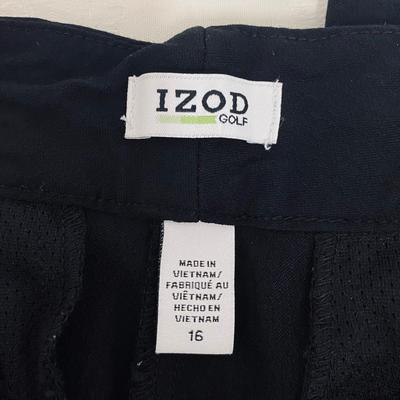 IZOD
GOLF
MADE IN
VIETNAM/
FABRIQUÉ AU
VIÊTNAM/
HECHO EN
VIETNAM
16